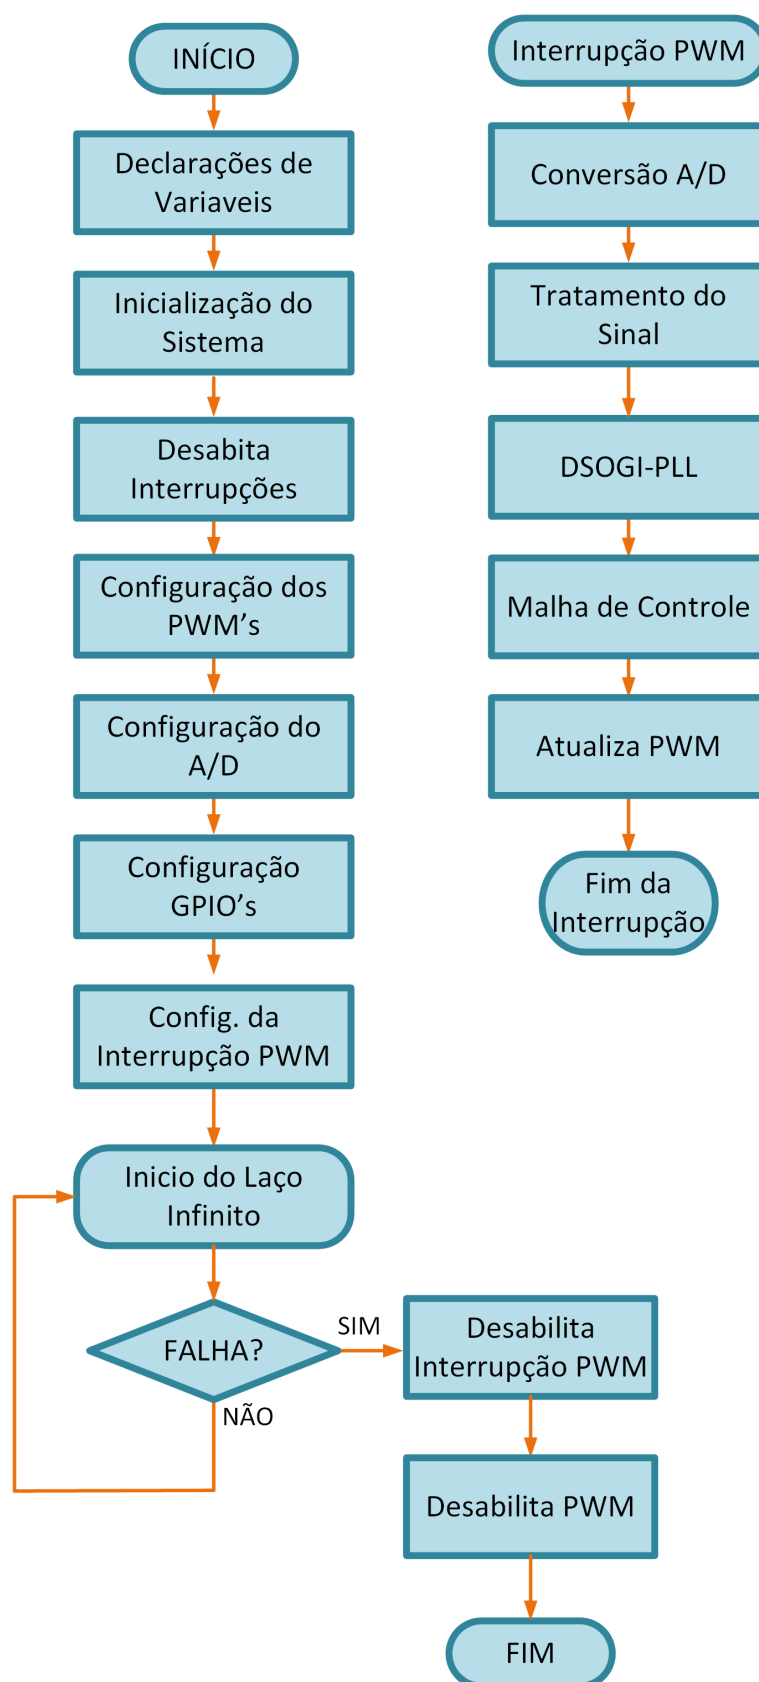 INÍCIO
Declarações de
Variaveis
Inicialização do
Sistema
Desabita
Interrupções
Configuração dos
PWM’s
Configuração do
A/D
Configuração
GPIO’s
Config. da
Interrupção PWM
Inicio do Laço
Infinito
FALHA?
SIM
NÃO
Desabilita
Interrupção PWM
Desabilita PWM
FIM
Interrupção PWM
Conversão A/D
Tratamento do
Sinal
DSOGI-PLL
Malha de Controle
Atualiza PWM
Fim da
Interrupção